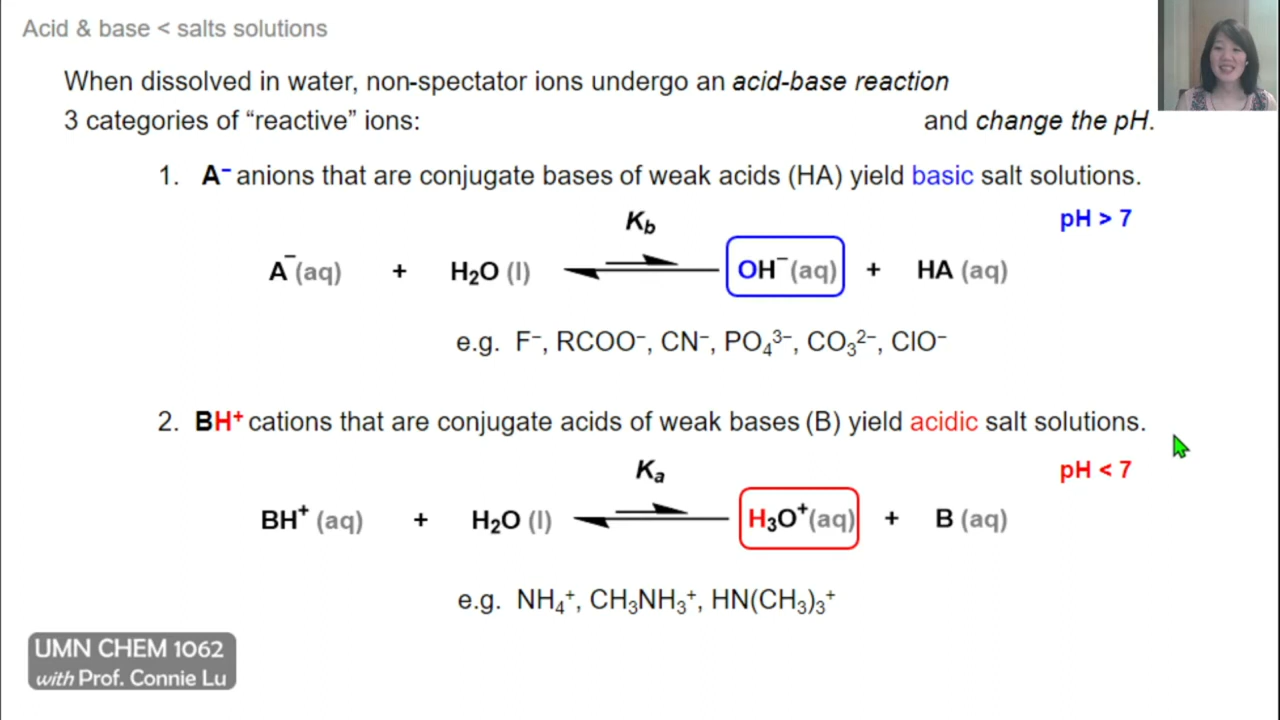 Acid & base < salts solutions
When dissolved in water, non-spectator ions undergo an acid-base reaction
3 categories of “reactive” ions: and change the pH.
1. A⁻ anions that are conjugate bases of weak acids (HA) yield basic salt solutions.
K_b pH > 7
A⁻(aq) + H₂O (l) ⇌ OH⁻(aq) + HA (aq)
e.g. F⁻, RCOO⁻, CN⁻, PO₄³⁻, CO₃²⁻, ClO⁻
2. BH⁺ cations that are conjugate acids of weak bases (B) yield acidic salt solutions.
Kₐ pH < 7
BH⁺ (aq) + H₂O (l) ⇌ H₃O⁺(aq) + B (aq)
e.g. NH₄⁺, CH₃NH₃⁺, HN(CH₃)₃⁺
UMN CHEM 1062
with Prof. Connie Lu